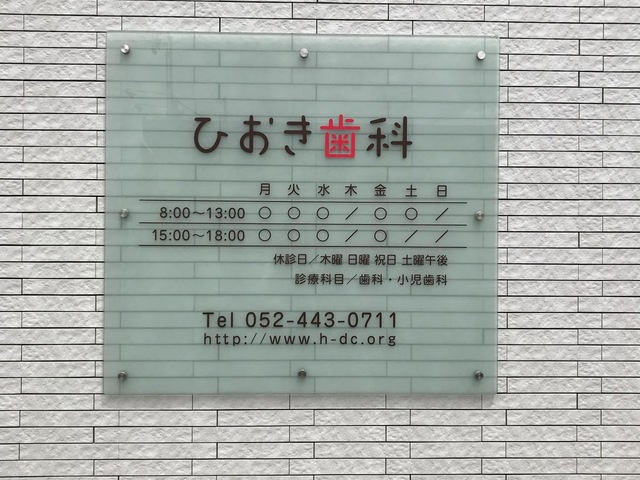 ひおき歯科
月 火 水 木 金 土 日
8:00～13:00 ○ ○ ○ ／ ○ ○ ／
15:00～18:00 ○ ○ ○ ／ ○ ／ ／
休診日／木曜 日曜 祝日 土曜午後
診療科目／歯科・小児歯科
Tel 052-443-0711
http://www.h-dc.org